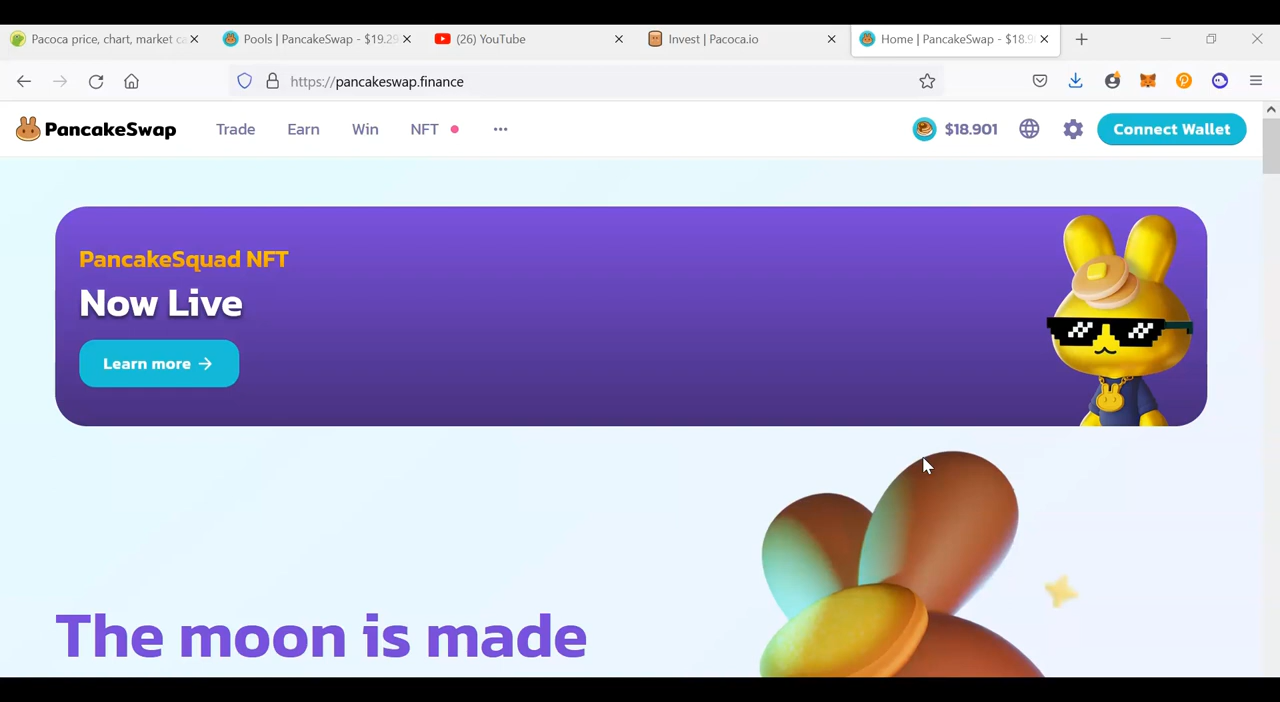 Pacoca price, chart, market ca
Pools | PancakeSwap - $19.29
(26) YouTube
Invest | Pacoca.io
Home | PancakeSwap - $18.9
https://pancakeswap.finance
PancakeSwap
Trade
Earn
Win
NFT
$18.901
Connect Wallet
PancakeSquad NFT
Now Live
Learn more →
The moon is made